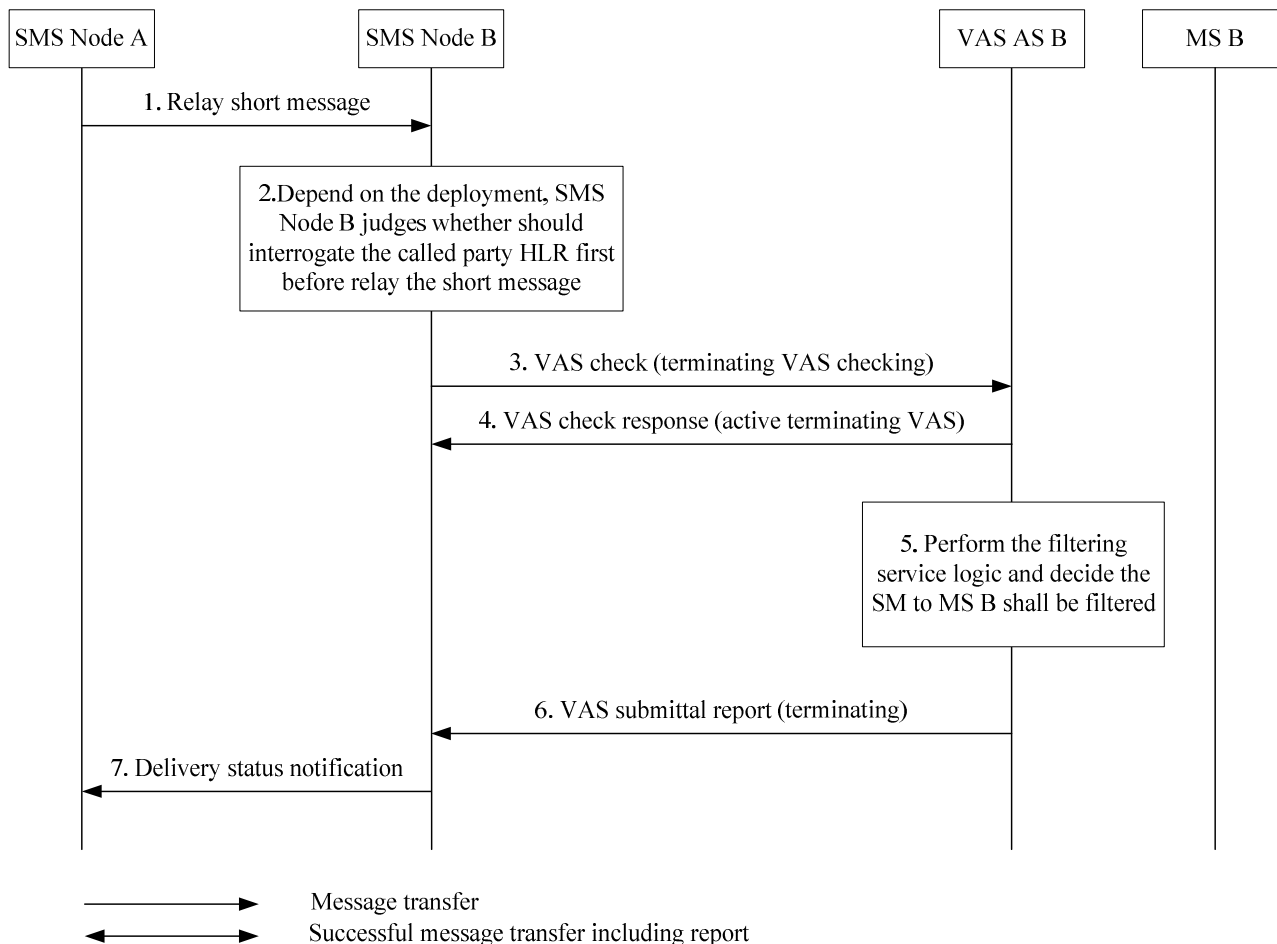 SMS Node A
SMS Node B
VAS AS B
MS B
1. Relay short message
2.Depend on the deployment, SMS
Node B judges whether should
interrogate the called party HLR first
before relay the short message
3. VAS check (terminating VAS checking)
4. VAS check response (active terminating VAS)
5. Perform the filtering
service logic and decide the
SM to MS B shall be filtered
6. VAS submittal report (terminating)
7. Delivery status notification
Message transfer
Successful message transfer including report